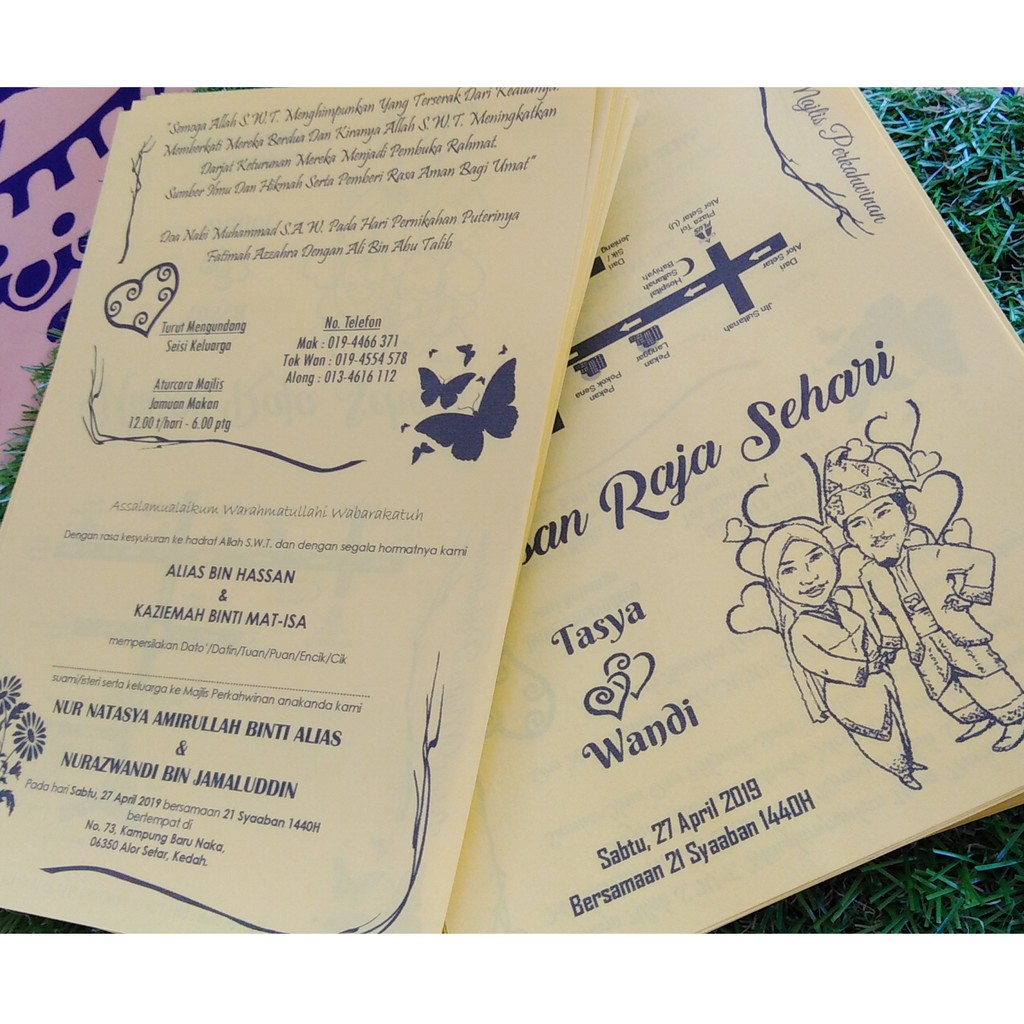 "Semoga Allah S.W.T. Menghimpunkan Yang Terserak Dari Keduanya.
Memberkati Mereka Berdua Dan Kiranya Allah S.W.T. Meningkatkan
Darjat Keturunan Mereka Menjadi Pembuka Rahmat.
Sumber Ilmu Dan Hikmah Serta Pemberi Rasa Aman Bagi Umat"
Doa Nabi Muhammad S.A.W. Pada Hari Pernikahan Puterinya
Fatimah Azzahra Dengan Ali Bin Abu Talib
Turut Mengundang
Seisi Keluarga
No. Telefon
Mak : 019-4466 371
Tok Wan : 019-4554 578
Along : 013-4616 112
Aturcara Majlis
Jamuan Makan
12.00 t/hari - 6.00 ptg
Assalamualaikum Warahmatullahi Wabarakatuh
Dengan rasa kesyukuran ke hadrat Allah S.W.T. dan dengan segala hormatnya kami
ALIAS BIN HASSAN
&
KAZIEMAH BINTI MAT-ISA
mempersilakan Dato'/Datin/Tuan/Puan/Encik/Cik
suami/isteri serta keluarga ke Majlis Perkahwinan anakanda kami
NUR NATASYA AMIRULLAH BINTI ALIAS
&
NURAZWANDI BIN JAMALUDDIN
Pada hari Sabtu, 27 April 2019 bersamaan 21 Syaaban 1440H
bertempat di
No. 73, Kampung Baru Naka,
06350 Alor Setar, Kedah.
Majlis Perkahwinan
Plaza Tol
Alor Setar (U)
PLUS
Dari
Sik/
Jeniang
Hospital
Sultanah
Bahiyah
Dari
Alor Setar
Jln Sultanah
Pekan
Langgar
Pekan
Pokok Sena
san Raja Sehari
Tasya
Wandi
Sabtu, 27 April 2019
Bersamaan 21 Syaaban 1440H